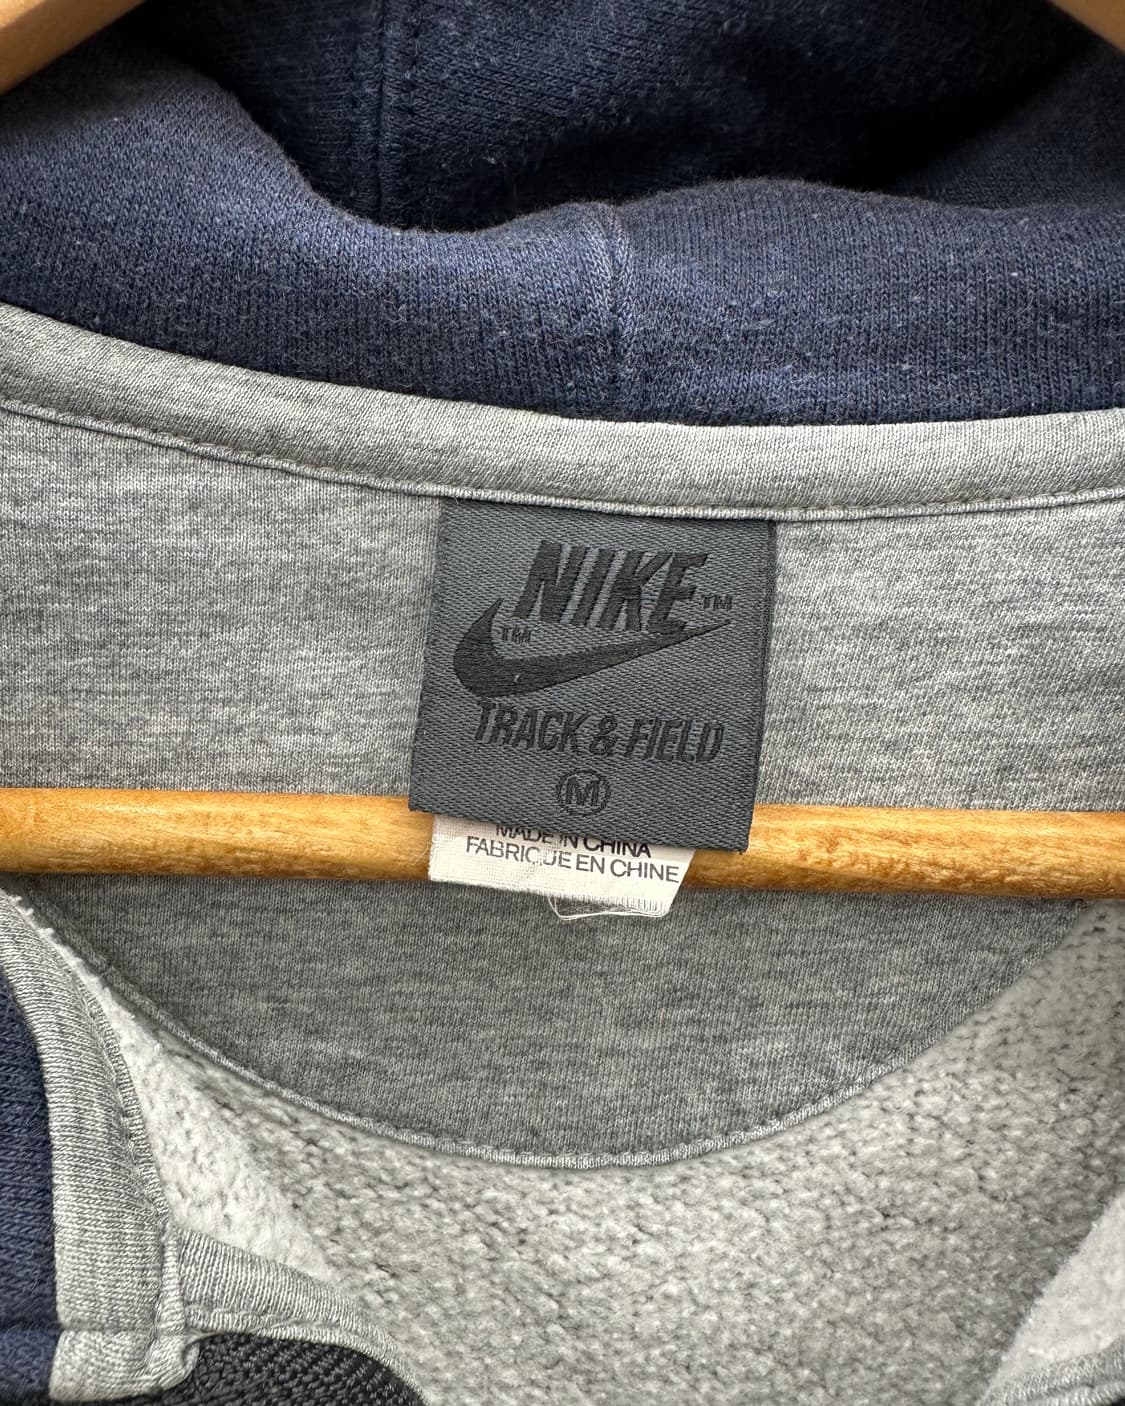 NIKE™
™
TRACK & FIELD
M
MADE IN CHINA
FABRIQUE EN CHINE